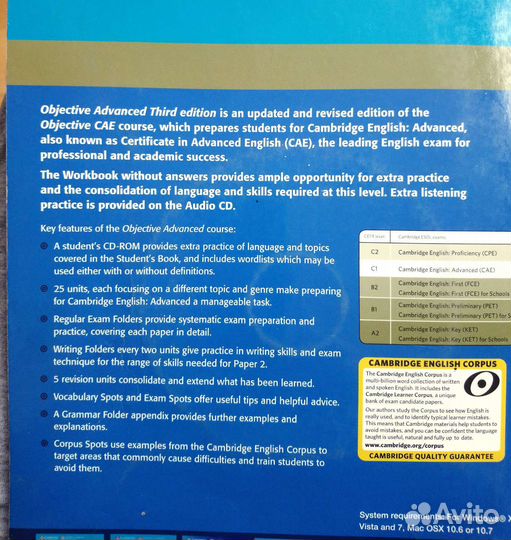 Objective Advanced Third edition is an updated and revised edition of the
Objective CAE course, which prepares students for Cambridge English: Advanced,
also known as Certificate in Advanced English (CAE), the leading English exam for
professional and academic success.
The Workbook without answers provides ample opportunity for extra practice
and the consolidation of language and skills required at this level. Extra listening
practice is provided on the Audio CD.
Key features of the Objective Advanced course:
A student's CD-ROM provides extra practice of language and topics
covered in the Student's Book, and includes wordlists which may be
used either with or without definitions.
25 units, each focusing on a different topic and genre make preparing
for Cambridge English: Advanced a manageable task.
Regular Exam Folders provide systematic exam preparation and
practice, covering each paper in detail.
Writing Folders every two units give practice in writing skills and exam
technique for the range of skills needed for Paper 2.
5 revision units consolidate and extend what has been learned.
Vocabulary Spots and Exam Spots offer useful tips and helpful advice.
A Grammar Folder appendix provides further examples and
explanations.
Corpus Spots use examples from the Cambridge English Corpus to
target areas that commonly cause difficulties and train students to
avoid them.
CEFR level Cambridge ESOL exams
C2 Cambridge English: Proficiency (CPE)
C1 Cambridge English: Advanced (CAE)
B2 Cambridge English: First (FCE)
Cambridge English: First (FCE) for Schools
B1 Cambridge English: Preliminary (PET)
Cambridge English: Preliminary (PET) for S
A2 Cambridge English: Key (KET)
Cambridge English: Key (KET) for Schools
CAMBRIDGE ENGLISH CORPUS
The Cambridge English Corpus is a
multi-billion word collection of written
and spoken English. It includes the
Cambridge Learner Corpus, a unique
bank of exam candidate papers.
Our authors study the Corpus to see how English is
really used, and to identify typical learner mistakes.
This means that Cambridge materials help students to
avoid mistakes, and you can be confident the language
taught is useful, natural and fully up to date.
www.cambridge.org/corpus
CAMBRIDGE QUALITY GUARANTEE
System requirements: For Windows® X
Vista and 7, Mac OSX 10.6 or 10.7
Avito